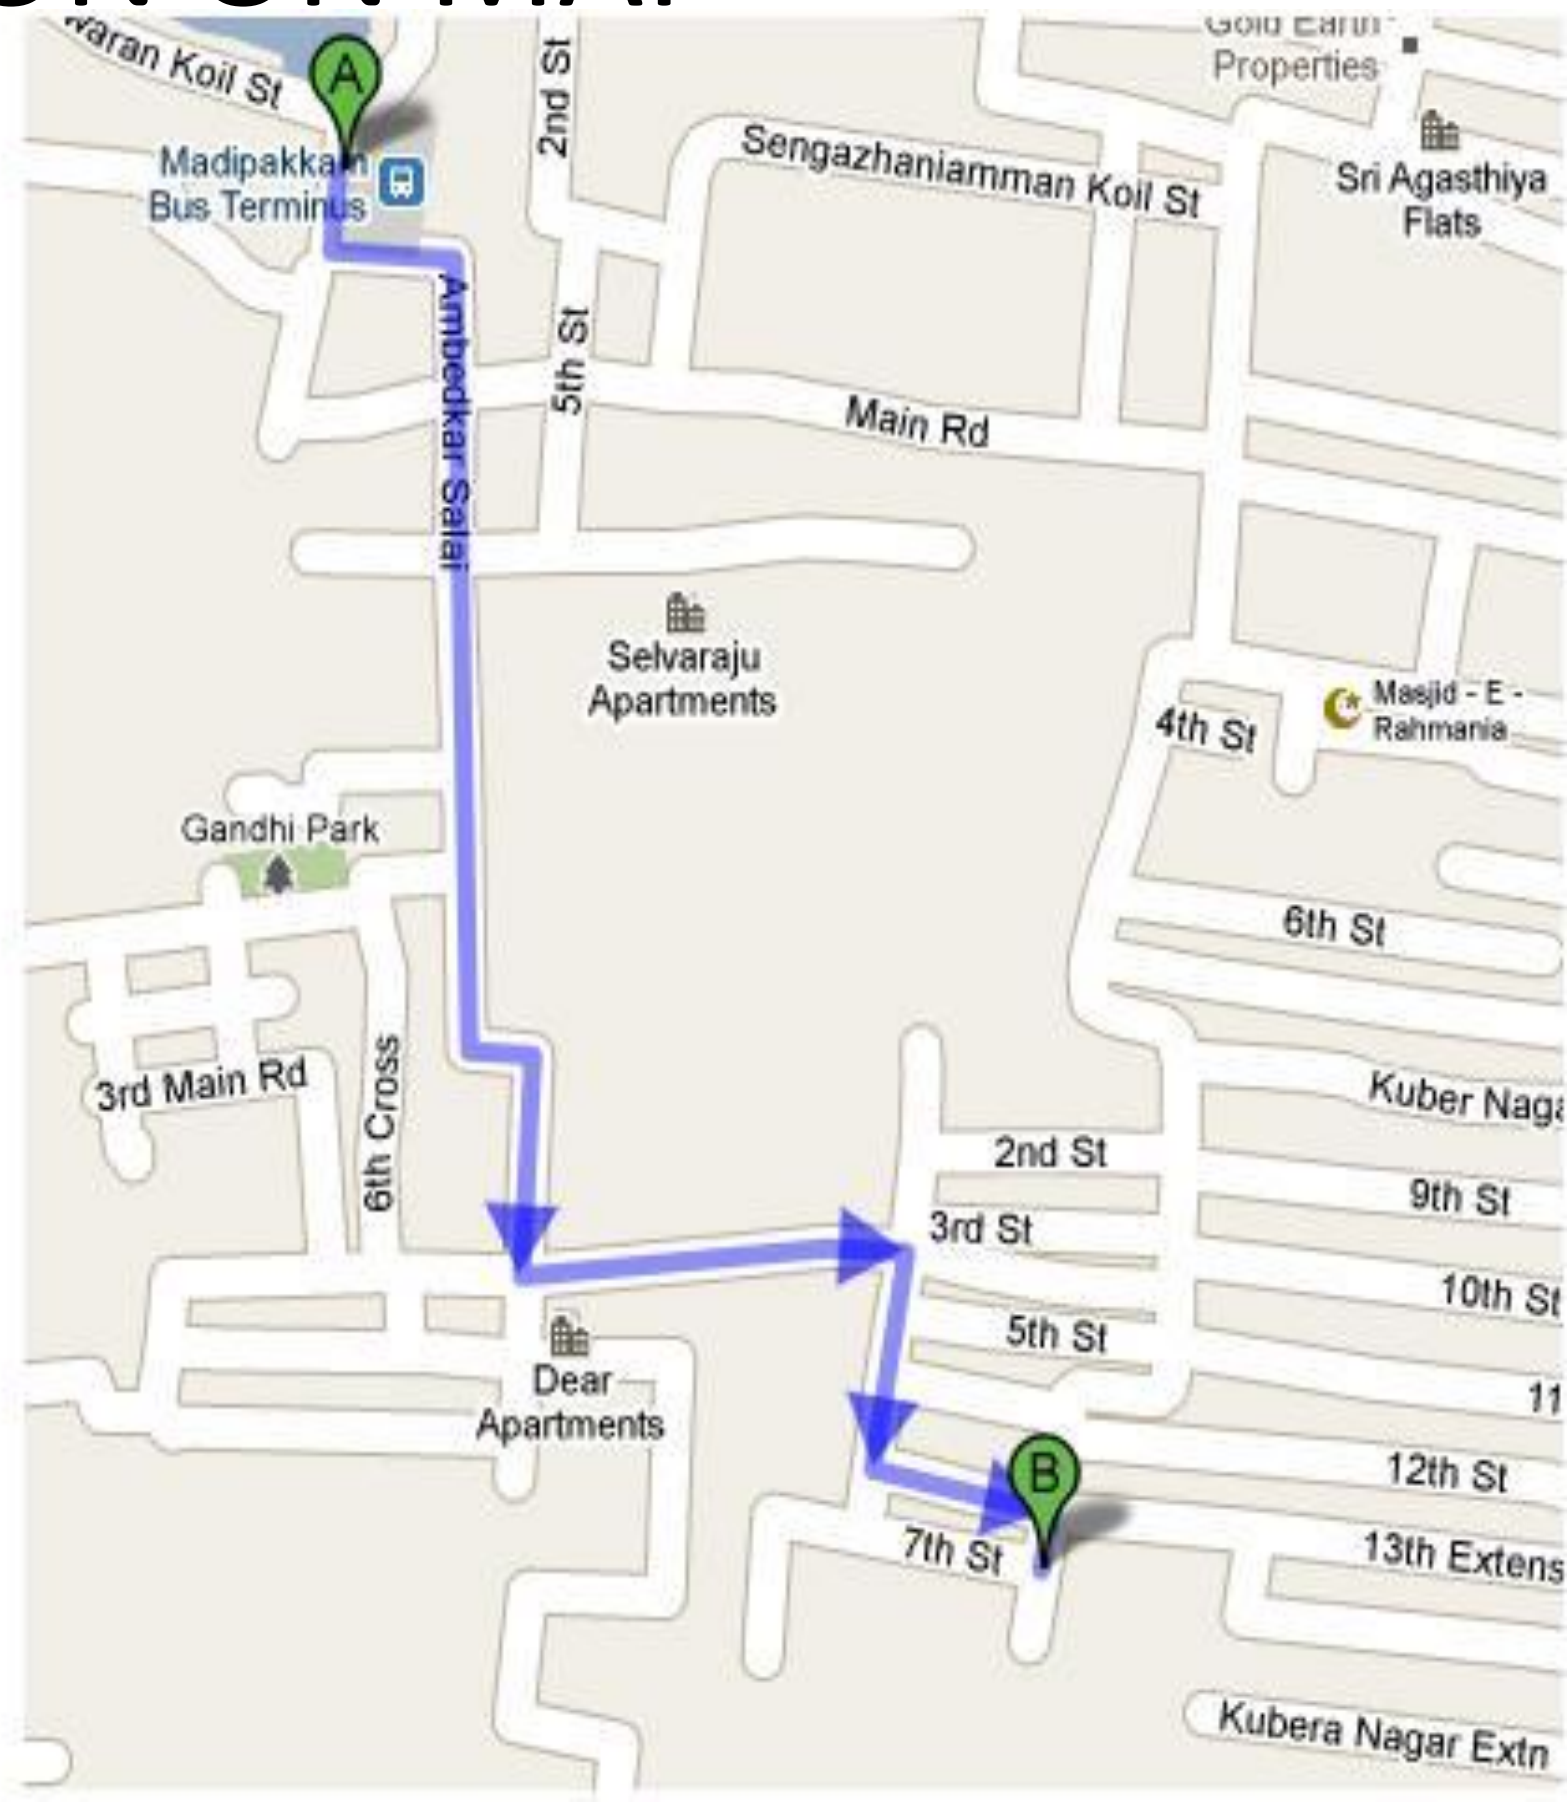 ON MAP
waran Koil St
A
Madipakkam
Bus Terminus
2nd St
Gold Earth
Properties
Sengazhaniamman Koil St
Sri Agasthiya
Flats
Ambedkar Salai
5th St
Main Rd
Selvaraju
Apartments
4th St
Masjid - E -
Rahmania
Gandhi Park
6th St
3rd Main Rd
6th Cross
Kuber Naga
2nd St
9th St
3rd St
10th St
5th St
Dear
Apartments
11
B
12th St
7th St
13th Extens
Kubera Nagar Extn